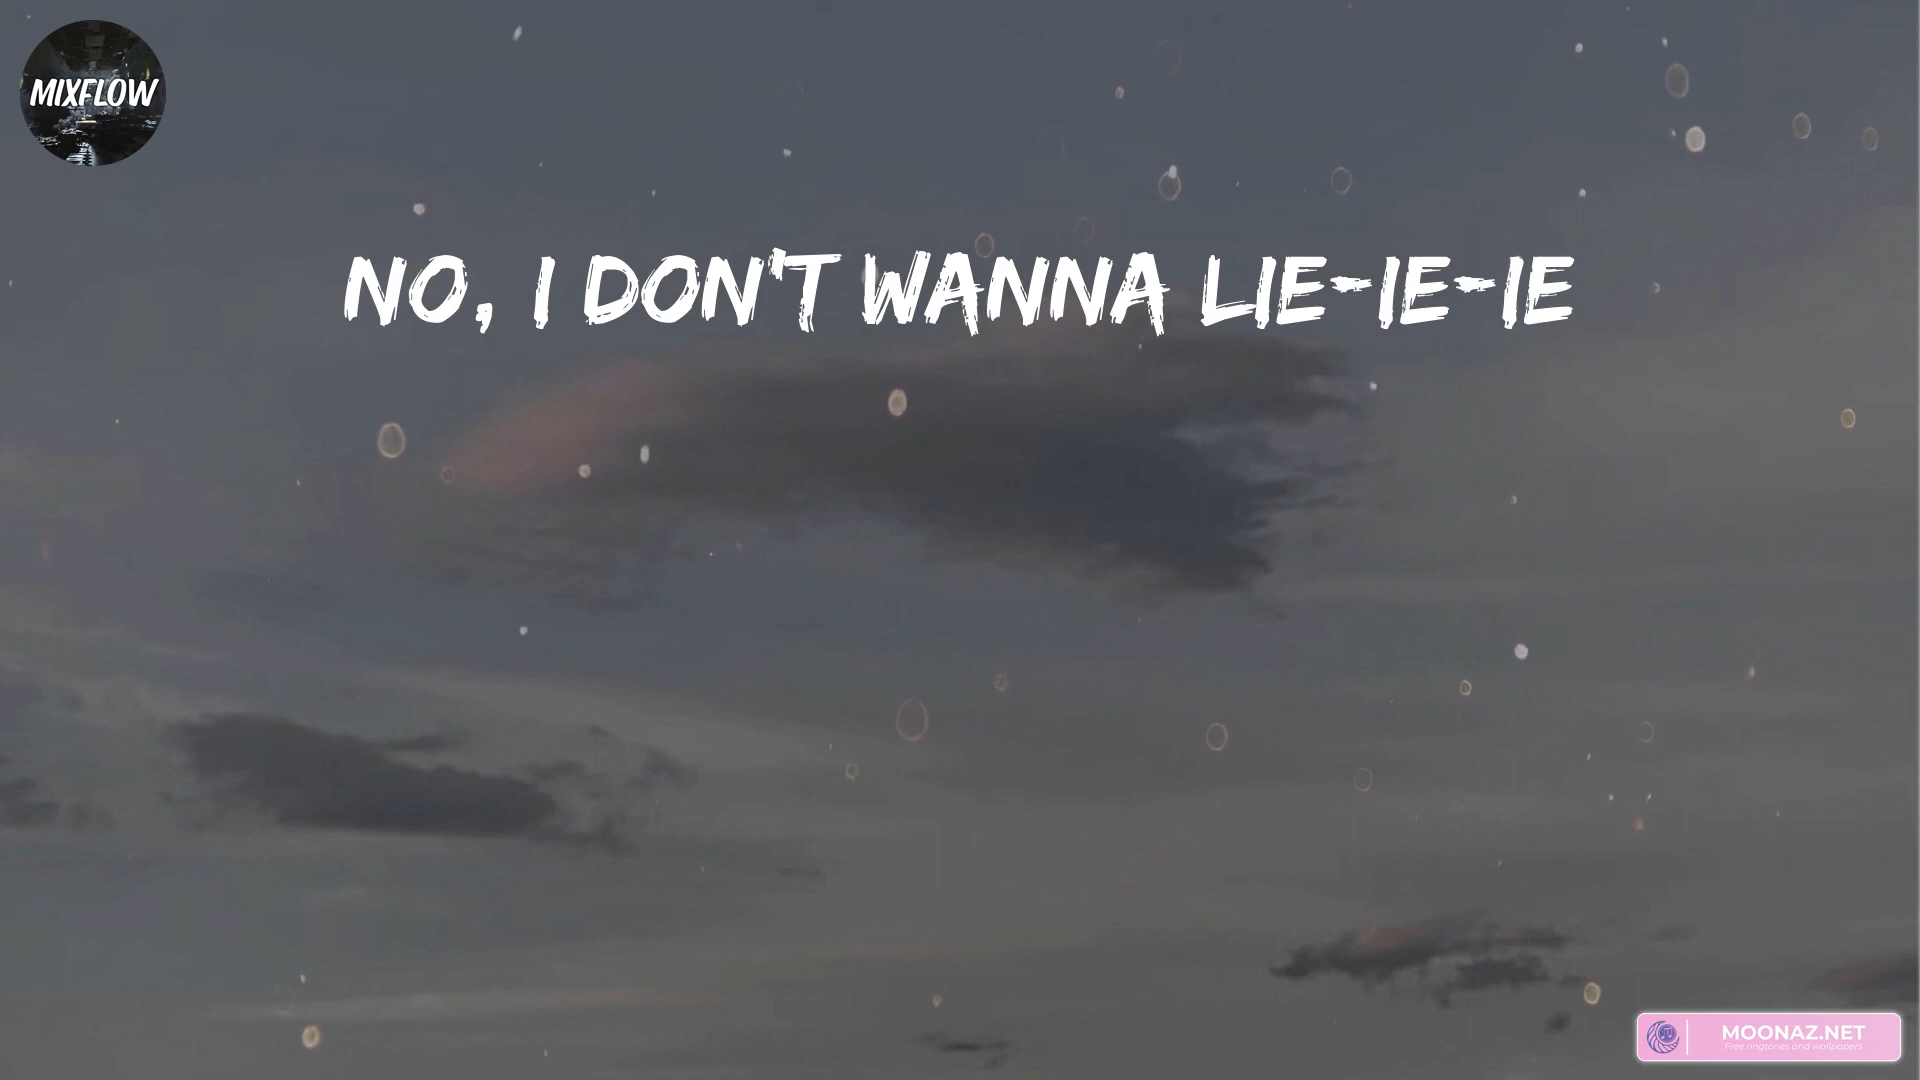 MIXFLOW
NO, I DON'T WANNA LIE-IE-IE
MOONAZ.NET
Free ringtones and wallpapers